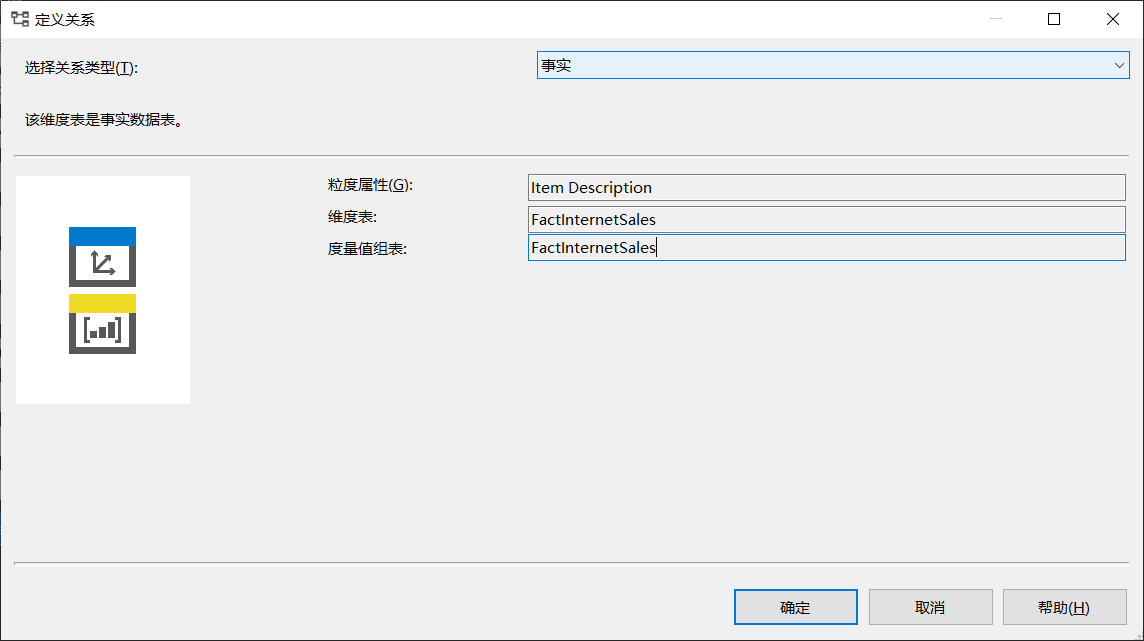 定义关系
选择关系类型(T):
事实
该维度表是事实数据表。
粒度属性(G):
Item Description
维度表:
FactInternetSales
度量值组表:
FactInternetSales
确定
取消
帮助(H)